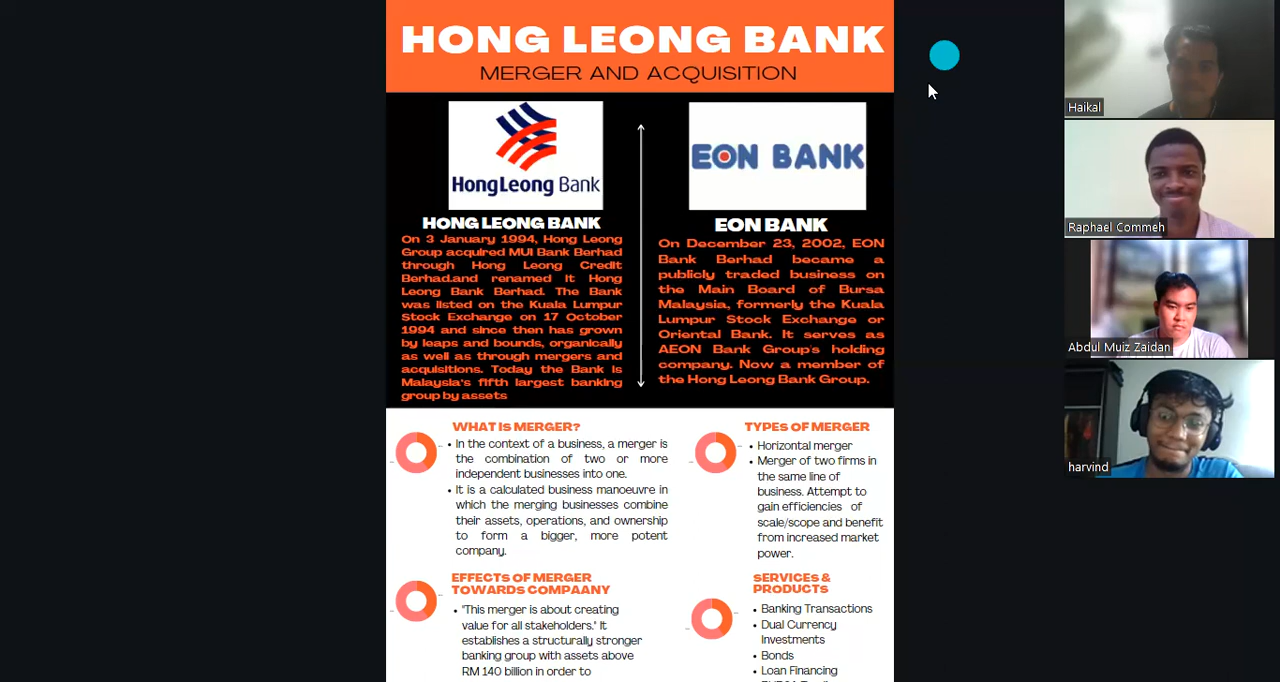 HONG LEONG BANK
MERGER AND ACQUISITION
HongLeong Bank
HONG LEONG BANK
On 3 January 1994, Hong Leong
Group acquired MUI Bank Berhad
through Hong Leong Credit
Berhad.and renamed it Hong
Leong Bank Berhad. The Bank
was listed on the Kuala Lumpur
Stock Exchange on 17 October
1994 and since then has grown
by leaps and bounds, organically
as well as through mergers and
acquisitions. Today the Bank is
Malaysia's fifth largest banking
group by assets
EON BANK
EON BANK
On December 23, 2002, EON
Bank Berhad became a
publicly traded business on
the Main Board of Bursa
Malaysia, formerly the Kuala
Lumpur Stock Exchange or
Oriental Bank. It serves as
AEON Bank Group's holding
company. Now a member of
the Hong Leong Bank Group.
WHAT IS MERGER?
• In the context of a business, a merger is
the combination of two or more
independent businesses into one.
• It is a calculated business manoeuvre in
which the merging businesses combine
their assets, operations, and ownership
to form a bigger, more potent
company.
TYPES OF MERGER
• Horizontal merger
• Merger of two firms in
the same line of
business. Attempt to
gain efficiencies of
scale/scope and benefit
from increased market
power.
EFFECTS OF MERGER
TOWARDS COMPAANY
• "This merger is about creating
value for all stakeholders." It
establishes a structurally stronger
banking group with assets above
RM 140 billion in order to
SERVICES &
PRODUCTS
• Banking Transactions
• Dual Currency
Investments
• Bonds
• Loan Financing
Haikal
Raphael Commeh
Abdul Muiz Zaidan
harvind